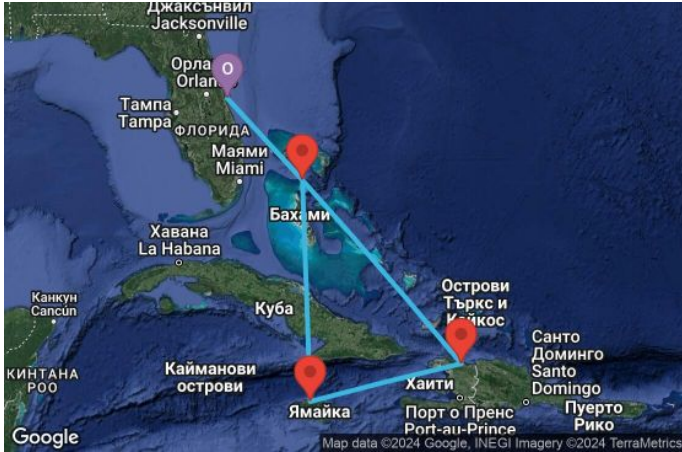 Джаксънвил
Jacksonville
Орла
Orlan
O
Тампа
Tampa
ФЛОРИДА
Маями
Miami
Бахами
Хавана
La Habana
Канкун
Cancún
Куба
Острови
Търкс и
Кейкос
КИНТАНА
РОО
Кайманови
острови
Ямайка
Хаити
Порт о Пренс
Port-au-Prince
Санто
Доминго
Santo
Domingo
Пуерто
Рико
Google
Map data ©2024 Google, INEGI Imagery ©2024 TerraMetrics